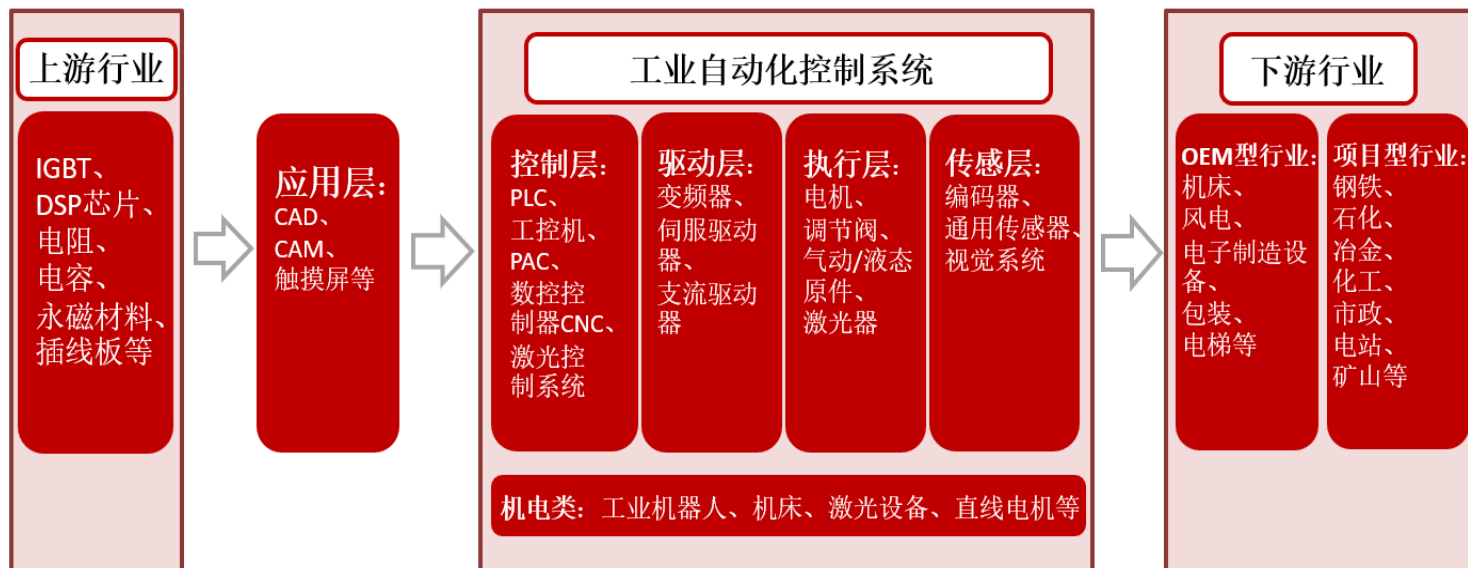 上游行业
IGBT、
DSP芯片、
电阻、
电容、
永磁材料、
插线板等
应用层：
CAD、
CAM、
触摸屏等
工业自动化控制系统
控制层：
PLC、
工控机、
PAC、
数控控
制器CNC、
激光控
制系统
驱动层：
变频器、
伺服驱动
器、
支流驱动
器
执行层：
电机、
调节阀、
气动/液态
原件、
激光器
传感层：
编码器、
通用传感器、
视觉系统
机电类：工业机器人、机床、激光设备、直线电机等
下游行业
OEM型行业：
机床、
风电、
电子制造设
备、
包装、
电梯等
项目型行业：
钢铁、
石化、
冶金、
化工、
市政、
电站、
矿山等